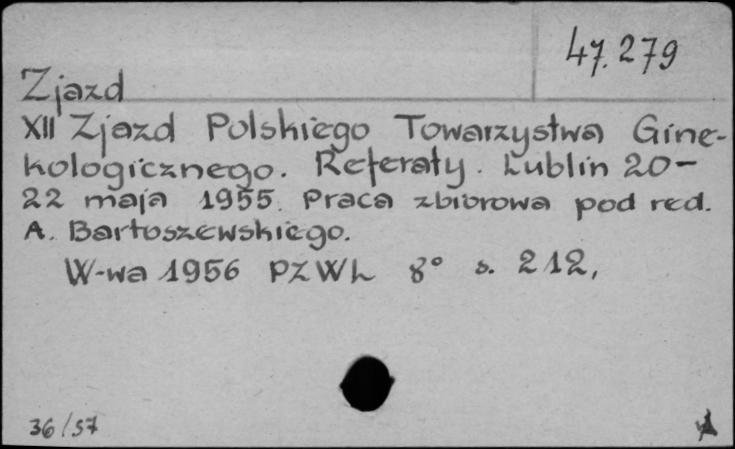 47.279
Zjazd
XII Zjazd Polskiego Towarzystwa Gine-
kologicznego. Referaty. Lublin 20-
22 maja 1955. Praca zbiorowa pod red.
A. Bartoszewskiego.
W-wa 1956 PZWL 8° s. 212,
36/57